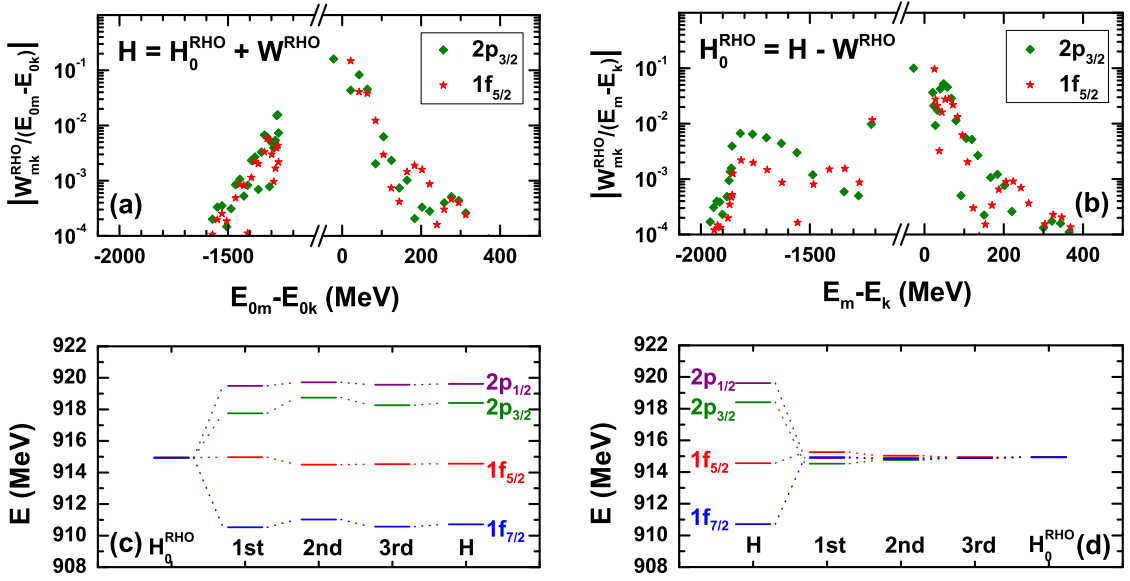 H = H₀ᴿᴴᴼ + Wᴿᴴᴼ
2p₃/₂
1f₅/₂
|Wₘₖᴿᴴᴼ/(E₀ₘ-E₀ₖ)|
10⁻¹
10⁻²
10⁻³
10⁻⁴
(a)
-2000 -1500 0 200 400
E₀ₘ-E₀ₖ (MeV)
H₀ᴿᴴᴼ = H - Wᴿᴴᴼ
2p₃/₂
1f₅/₂
|Wₘₖᴿᴴᴼ/(Eₘ-Eₖ)|
10⁻¹
10⁻²
10⁻³
10⁻⁴
(b)
-2000 -1500 0 200 400
Eₘ-Eₖ (MeV)
E (MeV)
922
920
918
916
914
912
910
908
2p₁/₂
2p₃/₂
1f₅/₂
1f₇/₂
(c) H₀ᴿᴴᴼ 1st 2nd 3rd H
E (MeV)
922
920
918
916
914
912
910
908
2p₁/₂
2p₃/₂
1f₅/₂
1f₇/₂
H 1st 2nd 3rd H₀ᴿᴴᴼ (d)